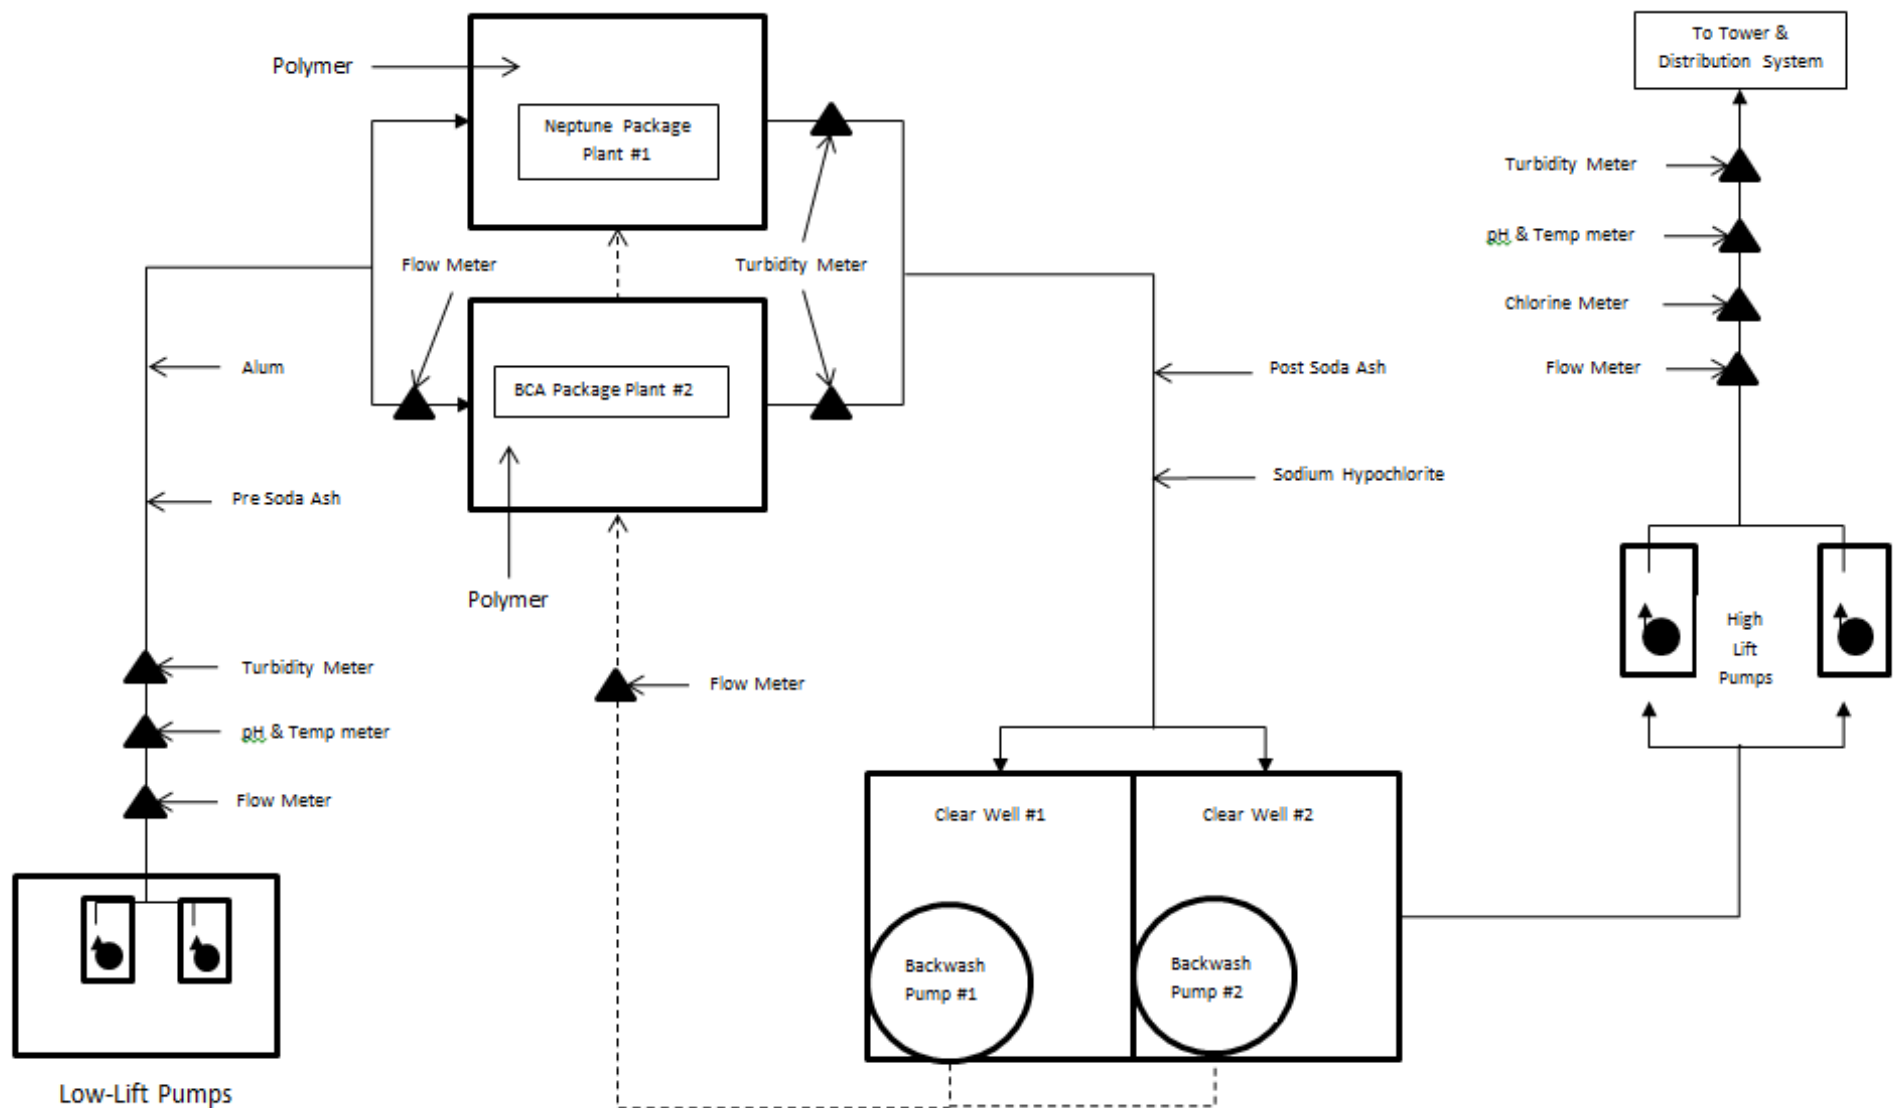 To Tower &
Distribution System
Polymer
Neptune Package
Plant #1
Turbidity Meter
pH & Temp meter
Flow Meter
Turbidity Meter
Chlorine Meter
Alum
BCA Package Plant #2
Post Soda Ash
Flow Meter
Pre Soda Ash
Sodium Hypochlorite
Polymer
High
Lift
Pumps
Turbidity Meter
Flow Meter
pH & Temp meter
Flow Meter
Clear Well #1
Clear Well #2
Backwash
Pump #1
Backwash
Pump #2
Low-Lift Pumps